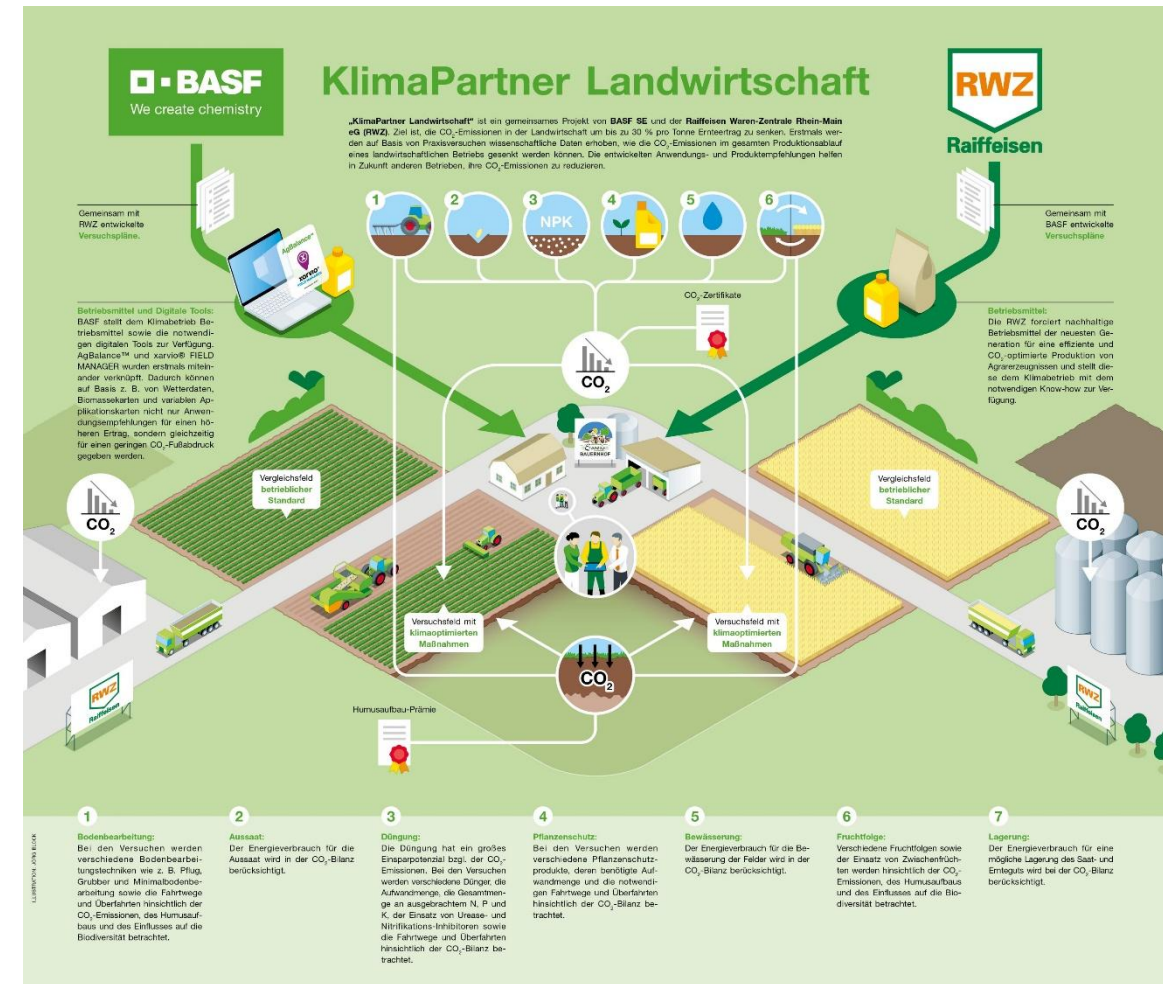 BASF
We create chemistry
KlimaPartner Landwirtschaft
RWZ
Raiffeisen
„KlimaPartner Landwirtschaft" ist ein gemeinsames Projekt von BASF SE und der Raiffeisen Waren-Zentrale Rhein-Main
eG (RWZ). Ziel ist, die CO₂-Emissionen in der Landwirtschaft um bis zu 30 % pro Tonne Ernteertrag zu senken. Erstmals wer-
den auf Basis von Praxisversuchen wissenschaftliche Daten erhoben, wie die CO₂-Emissionen im gesamten Produktionsablauf
eines landwirtschaftlichen Betriebs gesenkt werden können. Die entwickelten Anwendungs- und Produktempfehlungen helfen
in Zukunft anderen Betrieben, ihre CO₂-Emissionen zu reduzieren.
1
2
3
4
5
6
NPK
Gemeinsam mit
RWZ entwickelte
Versuchspläne.
Gemeinsam mit
BASF entwickelte
Versuchspläne
AgBalance™
xarvio
Betriebsmittel und Digitale Tools:
BASF stellt dem Klimabetrieb Be-
triebsmittel sowie die notwendi-
gen digitalen Tools zur Verfügung.
AgBalance™ und xarvio® FIELD
MANAGER wurden erstmals mitein-
ander verknüpft. Dadurch können
auf Basis z. B. von Wetterdaten,
Biomassekarten und variablen Ap-
plikationskarten nicht nur Anwen-
dungsempfehlungen für einen hö-
heren Ertrag, sondern gleichzeitig
für einen geringen CO₂-Fußabdruck
gegeben werden.
CO₂-Zertifikate
CO₂
Betriebsmittel:
Die RWZ forciert nachhaltige
Betriebsmittel der neuesten Ge-
neration für eine effiziente und
CO₂-optimierte Produktion von
Agrarerzeugnissen und stellt die-
se dem Klimabetrieb mit dem
notwendigen Know-how zur Ver-
fügung.
BAUERNHOF
Vergleichsfeld
betrieblicher
Standard
Vergleichsfeld
betrieblicher
Standard
CO₂
CO₂
Versuchsfeld mit
klimaoptimierten
Maßnahmen
Versuchsfeld mit
klimaoptimierten
Maßnahmen
CO₂
RWZ
Raiffeisen
RWZ
Raiffeisen
Humusaufbau-Prämie
1
Bodenbearbeitung:
Bei den Versuchen werden
verschiedene Bodenbearbei-
tungstechniken wie z. B. Pflug,
Grubber und Minimalbodenbe-
arbeitung sowie die Fahrtwege
und Überfahrten hinsichtlich der
CO₂-Emissionen, des Humusauf-
baus und des Einflusses auf die
Biodiversität betrachtet.
2
Aussaat:
Der Energieverbrauch für die
Aussaat wird in der CO₂-Bilanz
berücksichtigt.
3
Düngung:
Die Düngung hat ein großes
Einsparpotenzial bzgl. der CO₂-
Emissionen. Bei den Versuchen
werden verschiedene Dünger, die
Aufwandmenge, die Gesamtmen-
ge an ausgebrachtem N, P und
K, der Einsatz von Urease- und
Nitrifikations-Inhibitoren sowie
die Fahrtwege und Überfahrten
hinsichtlich der CO₂-Bilanz be-
trachtet.
4
Pflanzenschutz:
Bei den Versuchen werden
verschiedene Pflanzenschutz-
produkte, deren benötigte Auf-
wandmenge und die notwendi-
gen Fahrtwege und Überfahrten
hinsichtlich der CO₂-Bilanz be-
trachtet.
5
Bewässerung:
Der Energieverbrauch für die Be-
wässerung der Felder wird in der
CO₂-Bilanz berücksichtigt.
6
Fruchtfolge:
Verschiedene Fruchtfolgen sowie
der Einsatz von Zwischenfrüch-
ten werden hinsichtlich der CO₂-
Emissionen, des Humusaufbaus
und des Einflusses auf die Bio-
diversität betrachtet.
7
Lagerung:
Der Energieverbrauch für eine
mögliche Lagerung des Saat- und
Ernteguts wird bei der CO₂-Bilanz
berücksichtigt.
ILLUSTRATION: JÖRG BLOCK